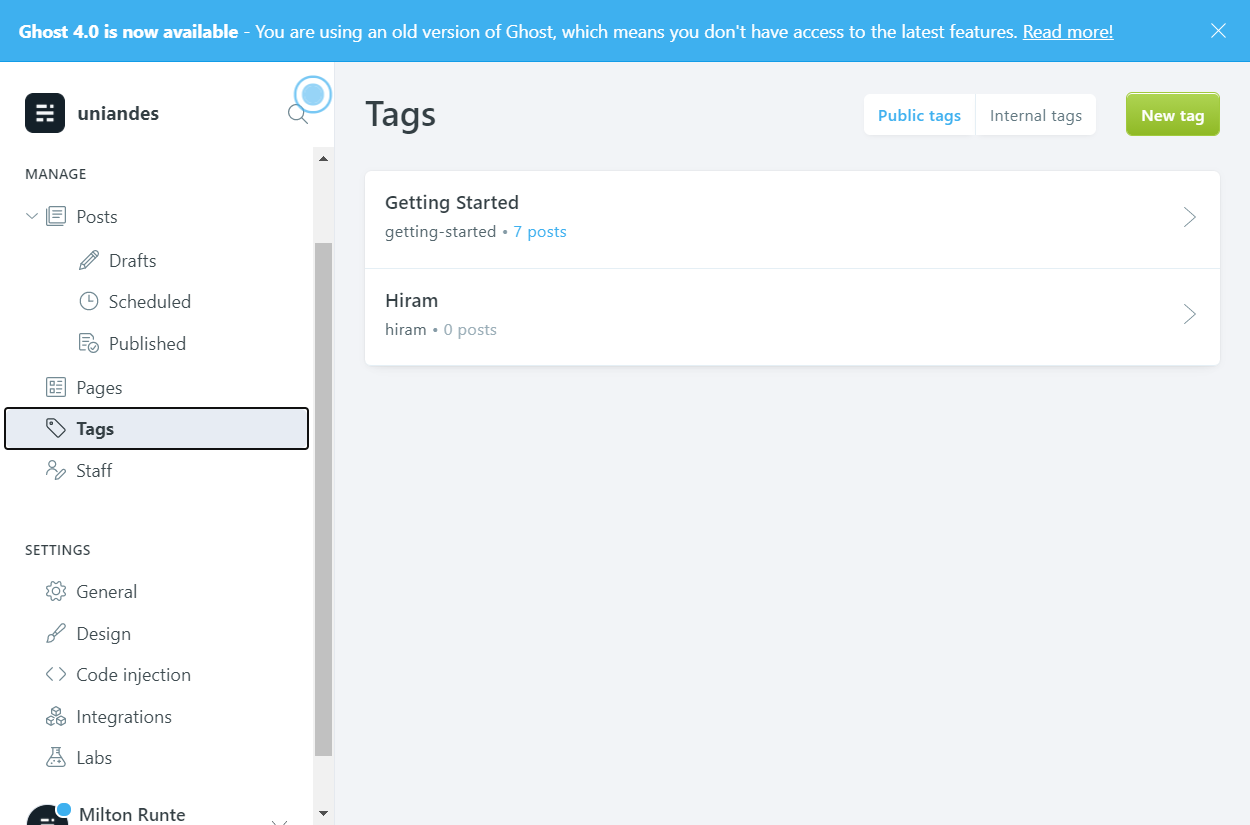 Ghost 4.0 is now available - You are using an old version of Ghost, which means you don't have access to the latest features. Read more!
uniandes
MANAGE
Posts
Drafts
Scheduled
Published
Pages
Tags
Staff
SETTINGS
General
Design
Code injection
Integrations
Labs
Milton Runte
Tags
Public tags
Internal tags
New tag
Getting Started
getting-started • 7 posts
Hiram
hiram • 0 posts